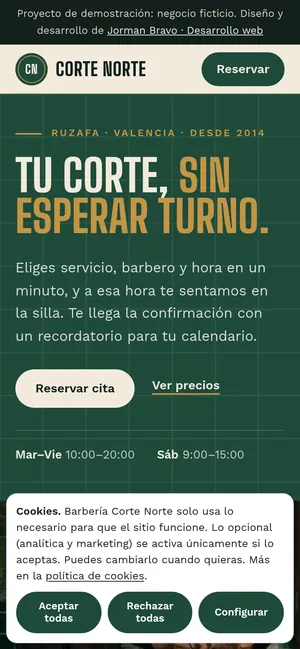 Proyecto de demostración: negocio ficticio. Diseño y
desarrollo de Jorman Bravo · Desarrollo web
CN CORTE NORTE Reservar
RUZAFA · VALENCIA · DESDE 2014
TU CORTE, SIN
ESPERAR TURNO.
Eliges servicio, barbero y hora en un
minuto, y a esa hora te sentamos en
la silla. Te llega la confirmación con
un recordatorio para tu calendario.
Reservar cita Ver precios
Mar–Vie 10:00–20:00 Sáb 9:00–15:00
Cookies. Barbería Corte Norte solo usa lo
necesario para que el sitio funcione. Lo opcional
(analítica y marketing) se activa únicamente si lo
aceptas. Puedes cambiarlo cuando quieras. Más
en la política de cookies.
Aceptar todas
Rechazar todas
Configurar